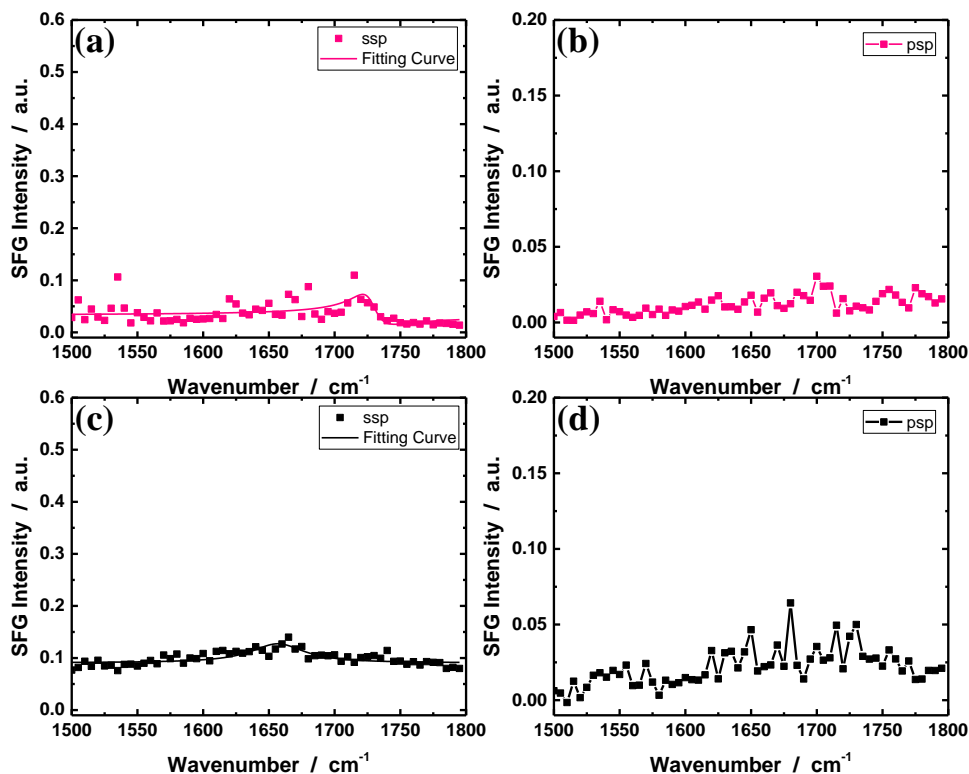 (a)
ssp
Fitting Curve
0.6
0.5
0.4
0.3
0.2
0.1
0.0
SFG Intensity / a.u.
1500 1550 1600 1650 1700 1750 1800
Wavenumber / cm⁻¹
(b)
psp
0.20
0.15
0.10
0.05
0.00
SFG Intensity / a.u.
1500 1550 1600 1650 1700 1750 1800
Wavenumber / cm⁻¹
(c)
ssp
Fitting Curve
0.6
0.5
0.4
0.3
0.2
0.1
0.0
SFG Intensity / a.u.
1500 1550 1600 1650 1700 1750 1800
Wavenumber / cm⁻¹
(d)
psp
0.20
0.15
0.10
0.05
0.00
SFG Intensity / a.u.
1500 1550 1600 1650 1700 1750 1800
Wavenumber / cm⁻¹